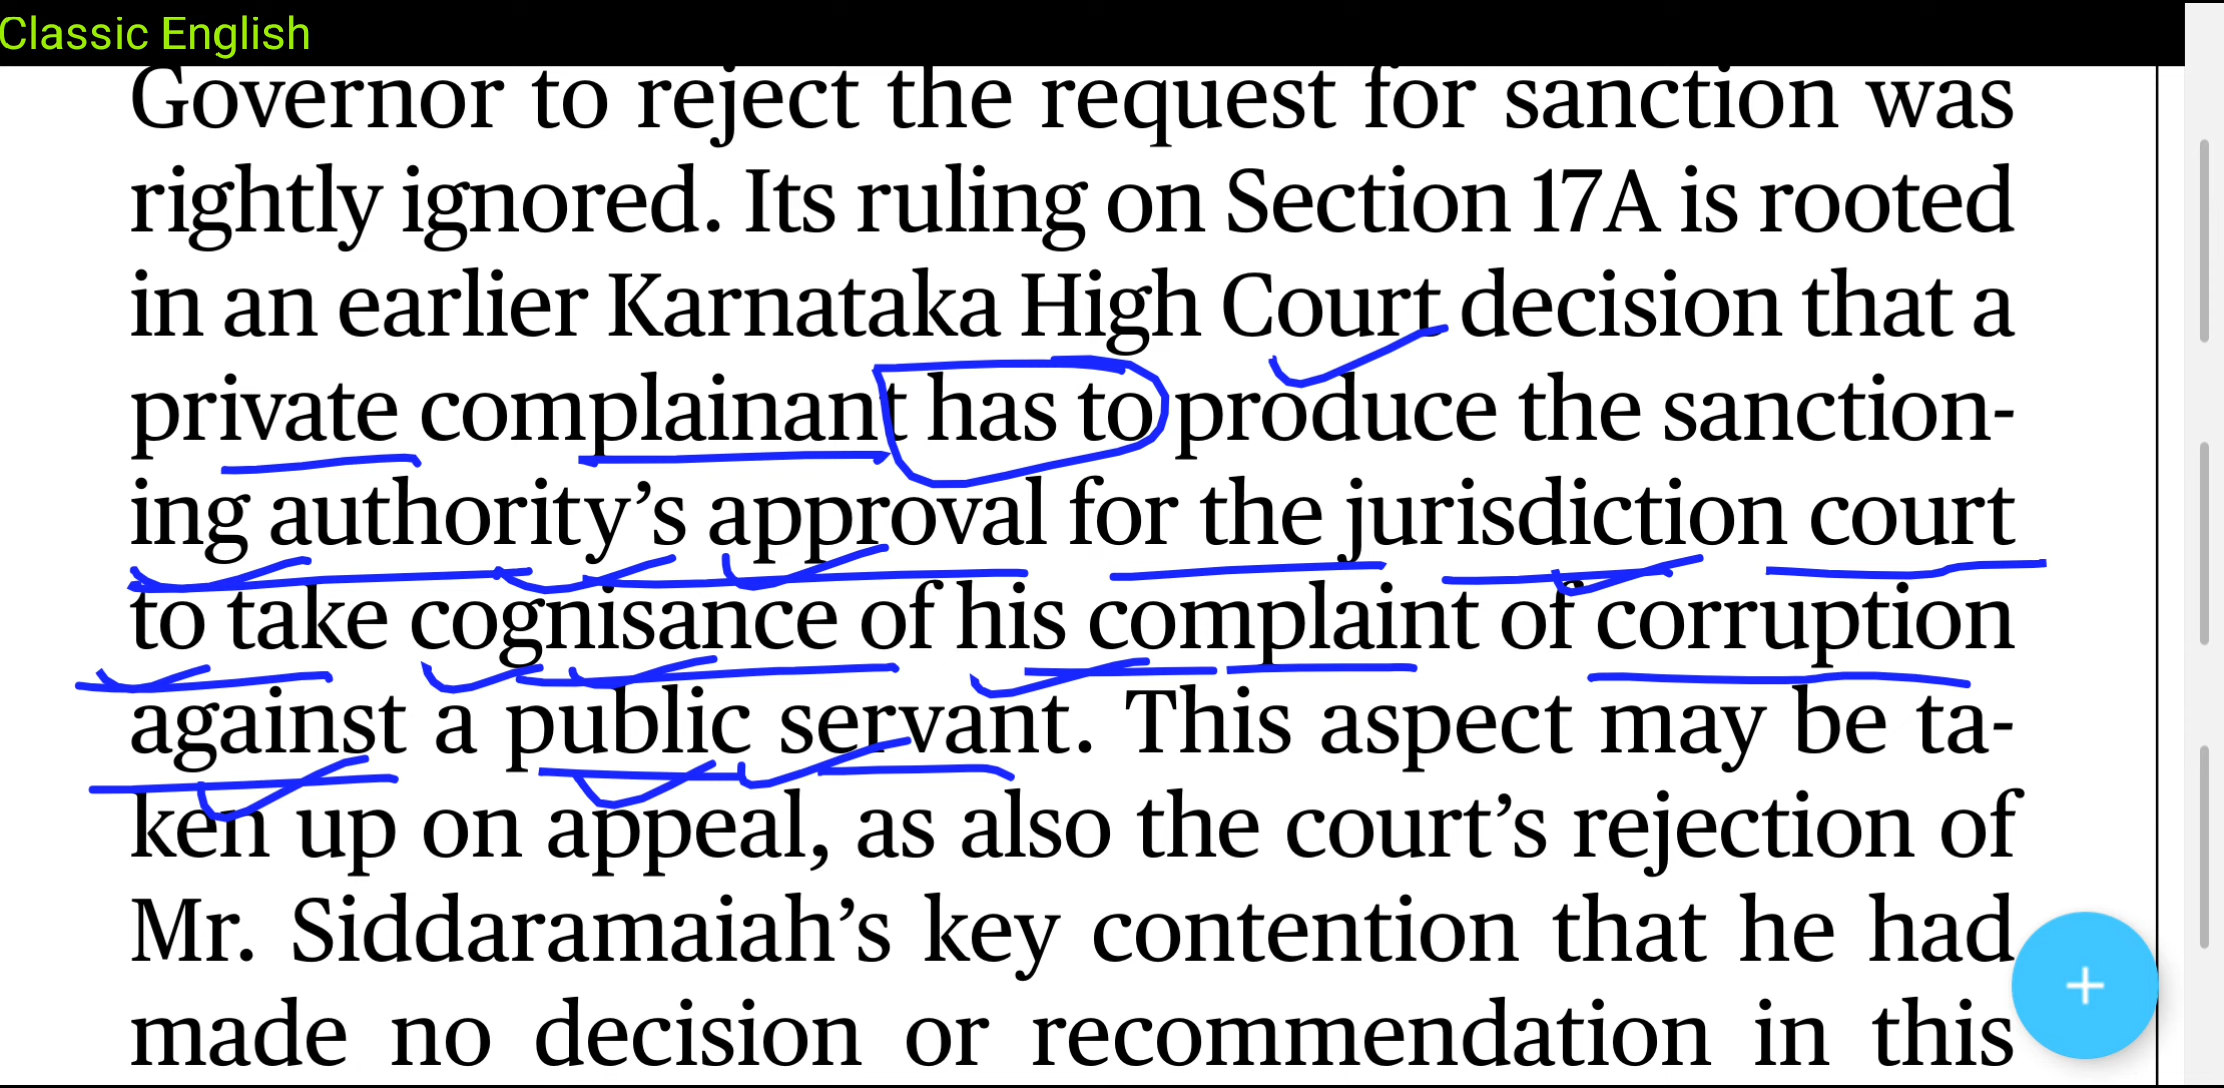 Classic English
Governor to reject the request for sanction was
rightly ignored. Its ruling on Section 17A is rooted
in an earlier Karnataka High Court decision that a
private complainant has to produce the sanction-
ing authority’s approval for the jurisdiction court
to take cognisance of his complaint of corruption
against a public servant. This aspect may be ta-
ken up on appeal, as also the court’s rejection of
Mr. Siddaramaiah’s key contention that he had
made no decision or recommendation in this